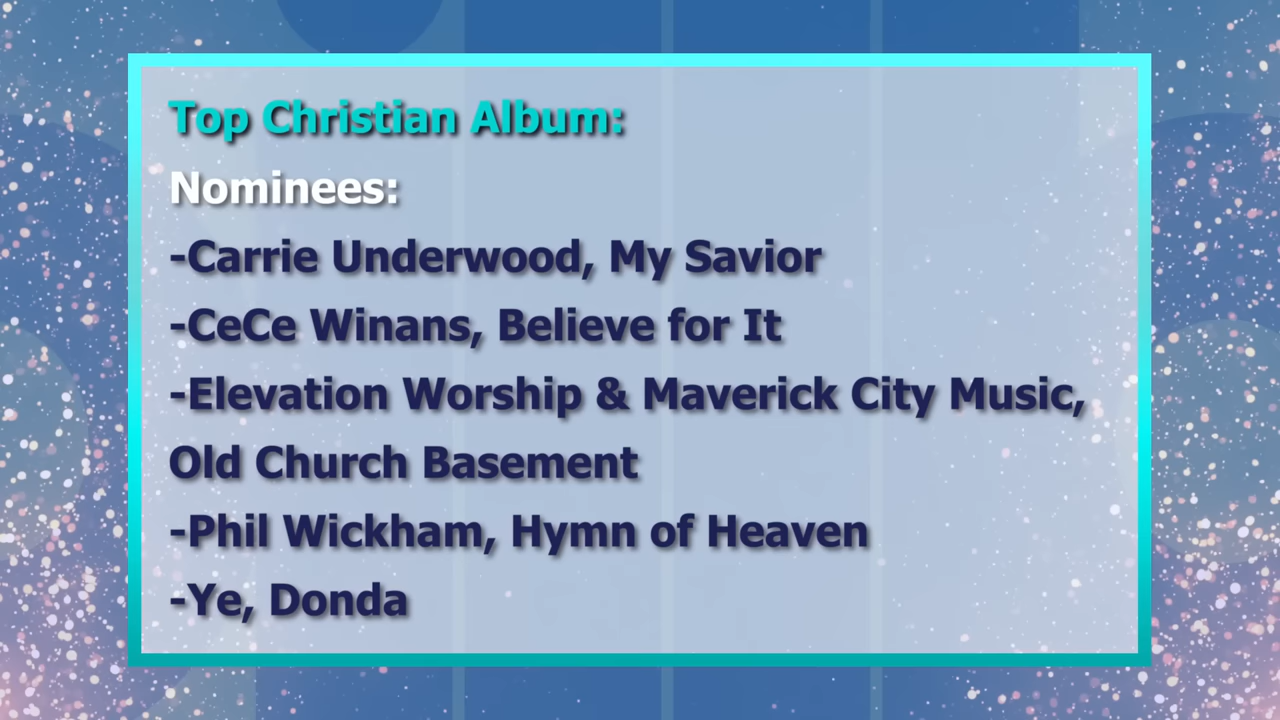 Top Christian Album:
Nominees:
-Carrie Underwood, My Savior
-CeCe Winans, Believe for It
-Elevation Worship & Maverick City Music,
Old Church Basement
-Phil Wickham, Hymn of Heaven
-Ye, Donda